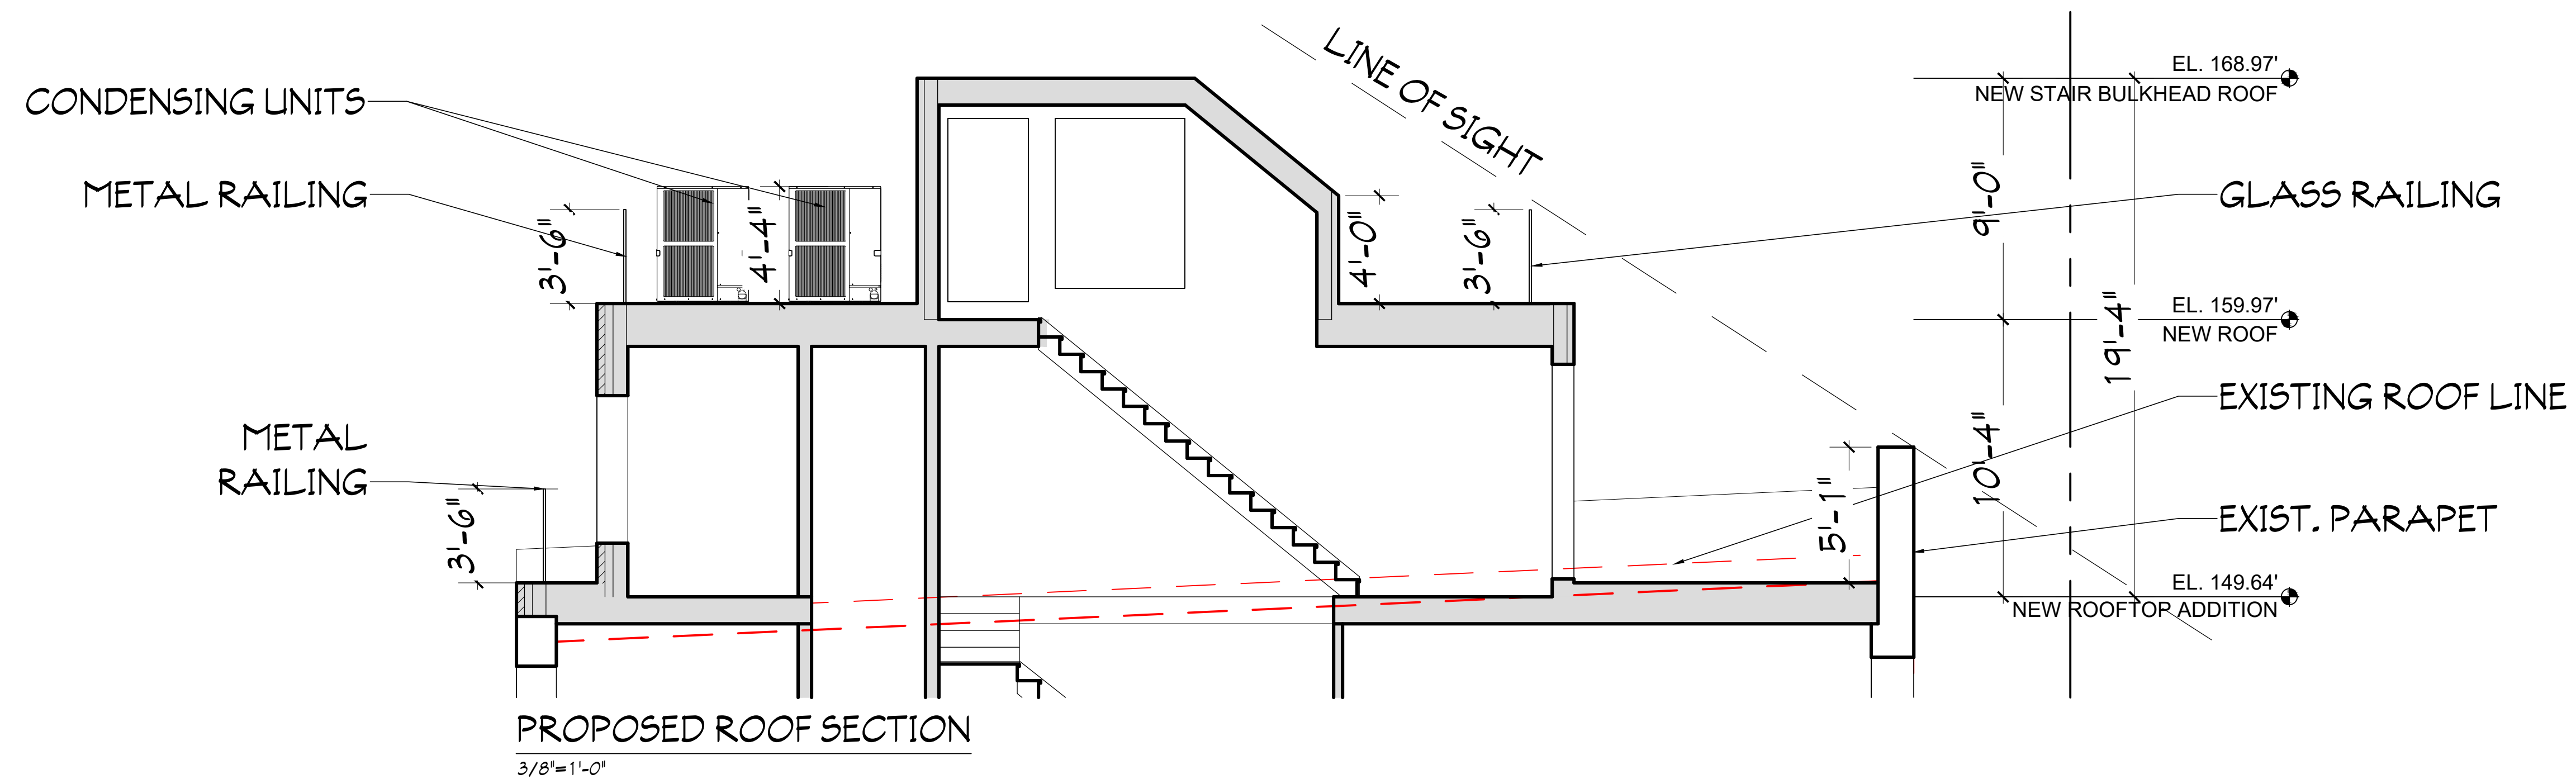 LINE OF SIGHT
EL. 168.97'
NEW STAIR BULKHEAD ROOF
CONDENSING UNITS
METAL RAILING
GLASS RAILING
3'-6"
4'-4"
4'-0"
3'-6"
9'-0"
19'-4"
EL. 159.97'
NEW ROOF
EXISTING ROOF LINE
METAL
RAILING
3'-6"
5'-1"
10'-4"
EXIST. PARAPET
EL. 149.64'
NEW ROOFTOP ADDITION
PROPOSED ROOF SECTION
3/8"=1'-0"